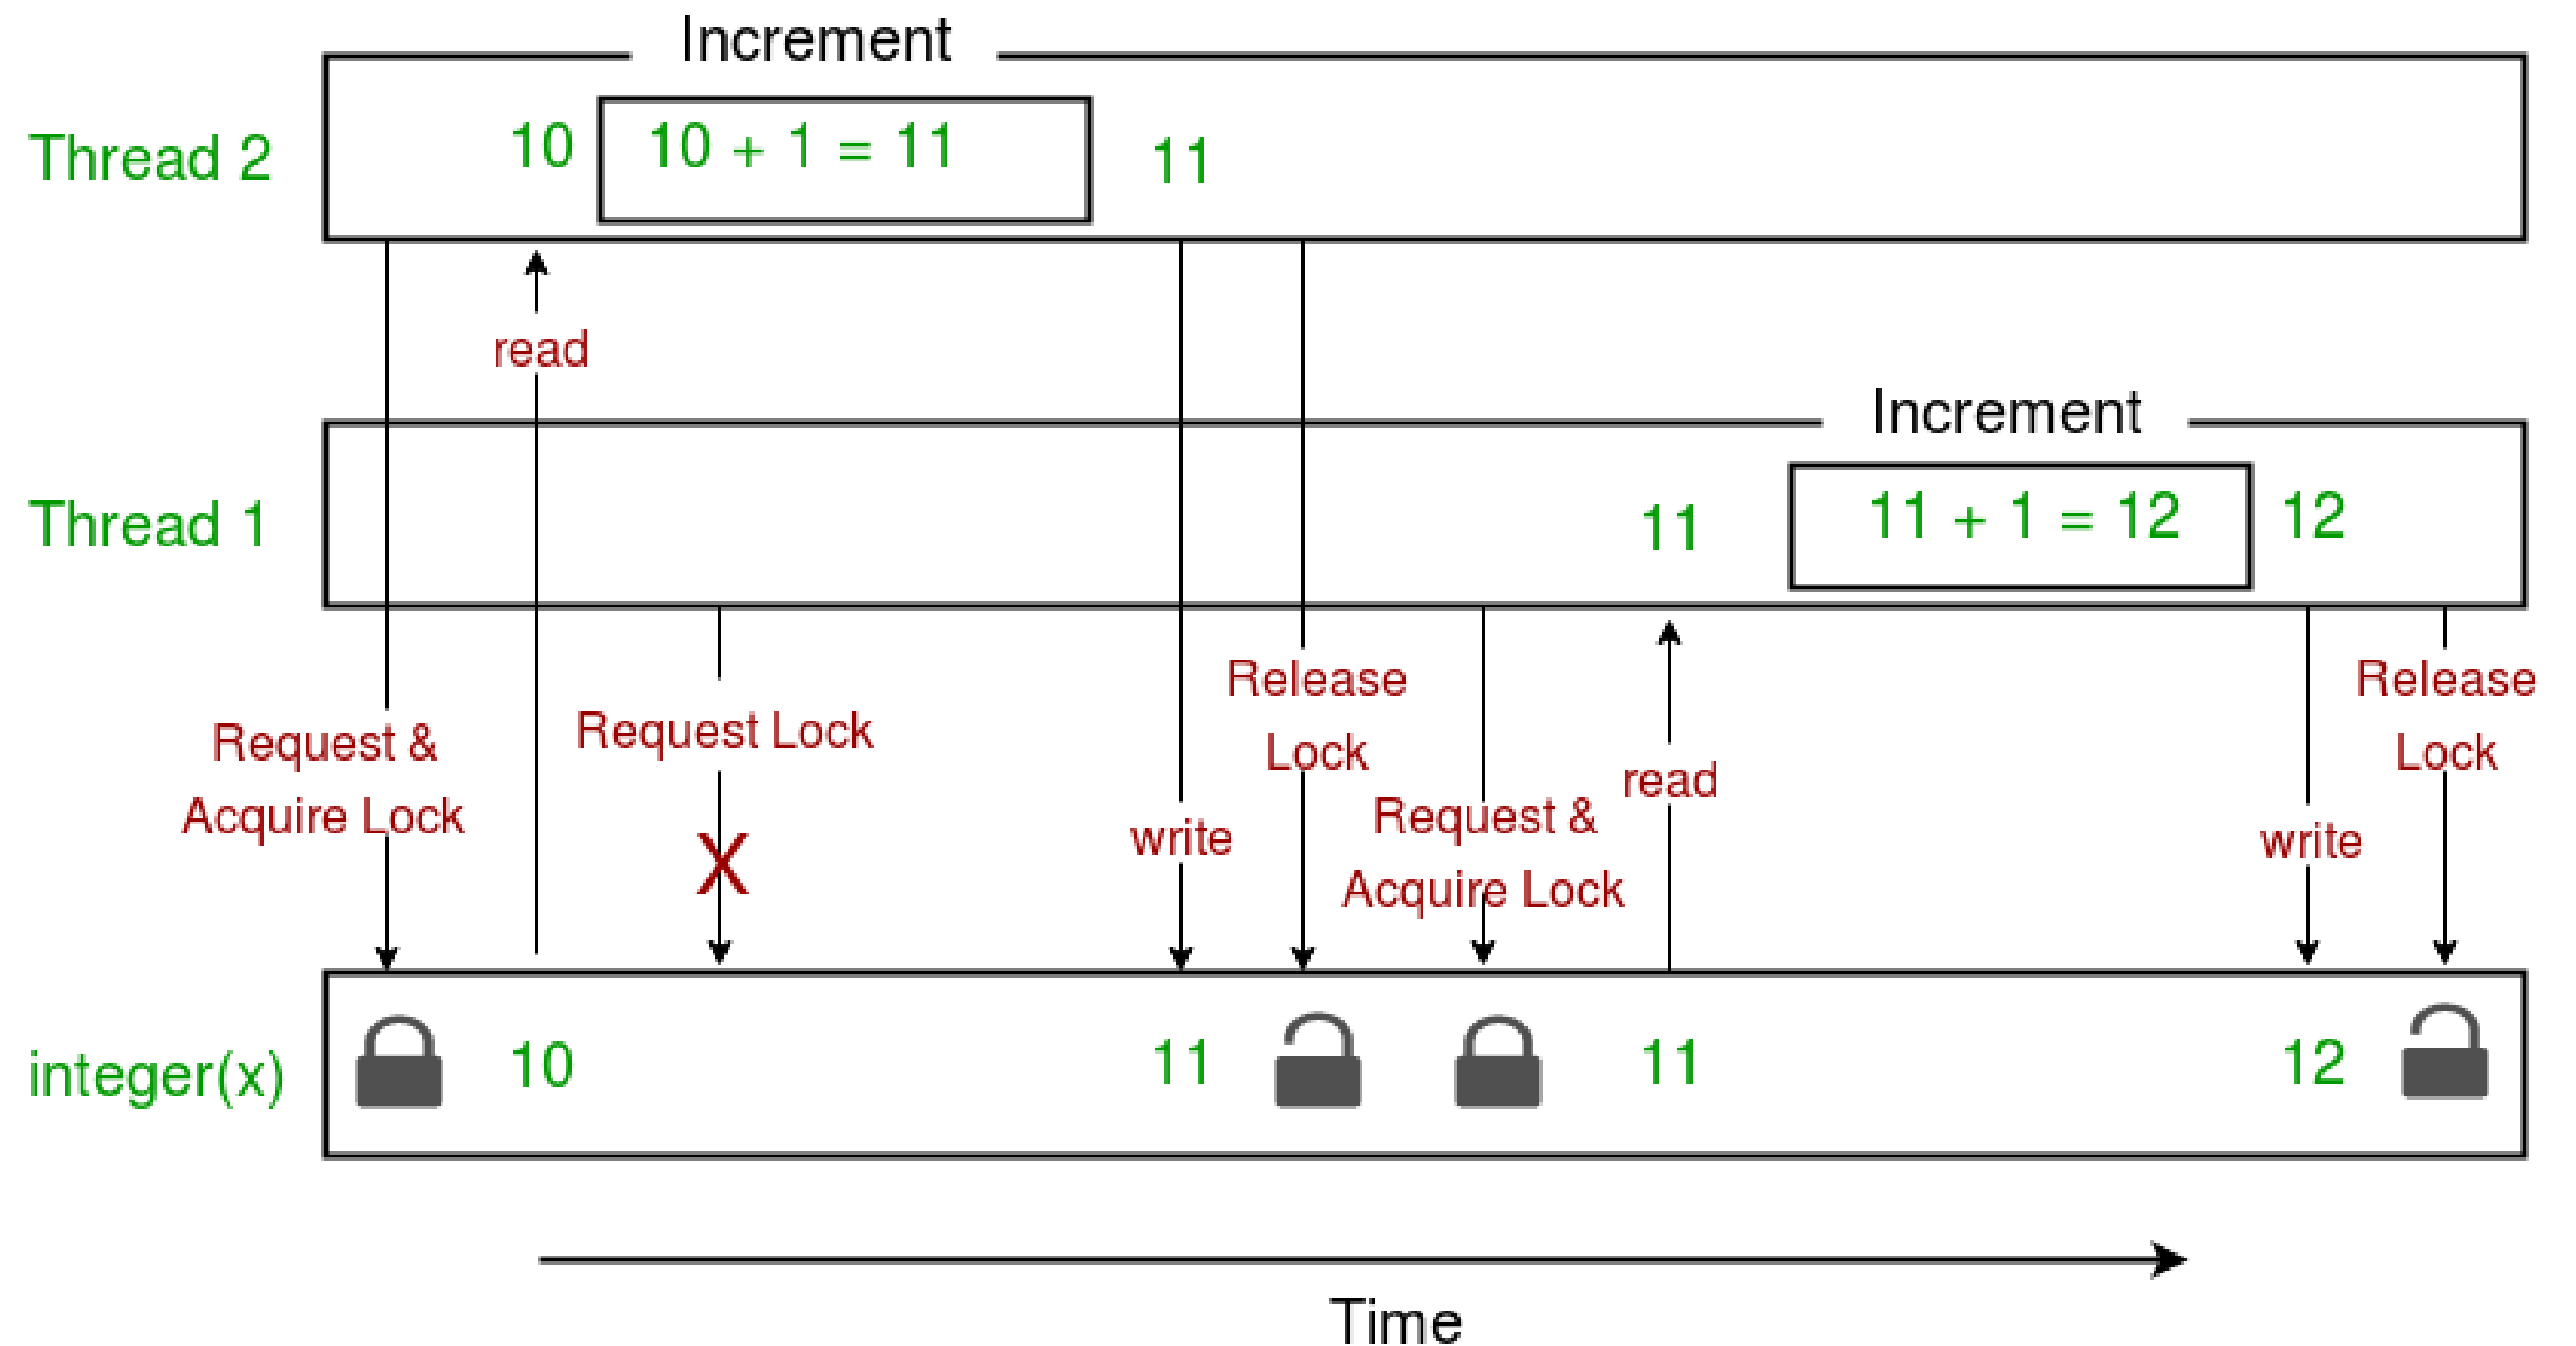 Increment
Thread 2
10
10 + 1 = 11
11
read
Increment
Thread 1
11
11 + 1 = 12
12
Request &
Acquire Lock
Request Lock
X
write
Release
Lock
Request &
Acquire Lock
read
write
Release
Lock
integer(x)
10
11
11
12
Time